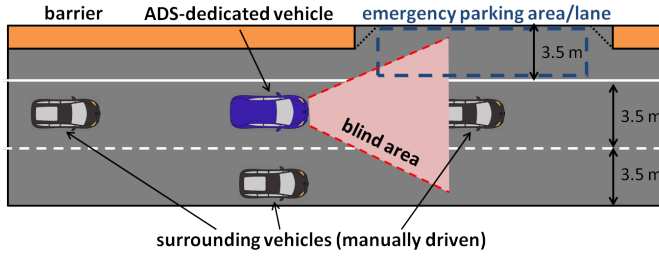 barrier
ADS-dedicated vehicle
emergency parking area/lane
3.5 m
blind area
3.5 m
3.5 m
surrounding vehicles (manually driven)